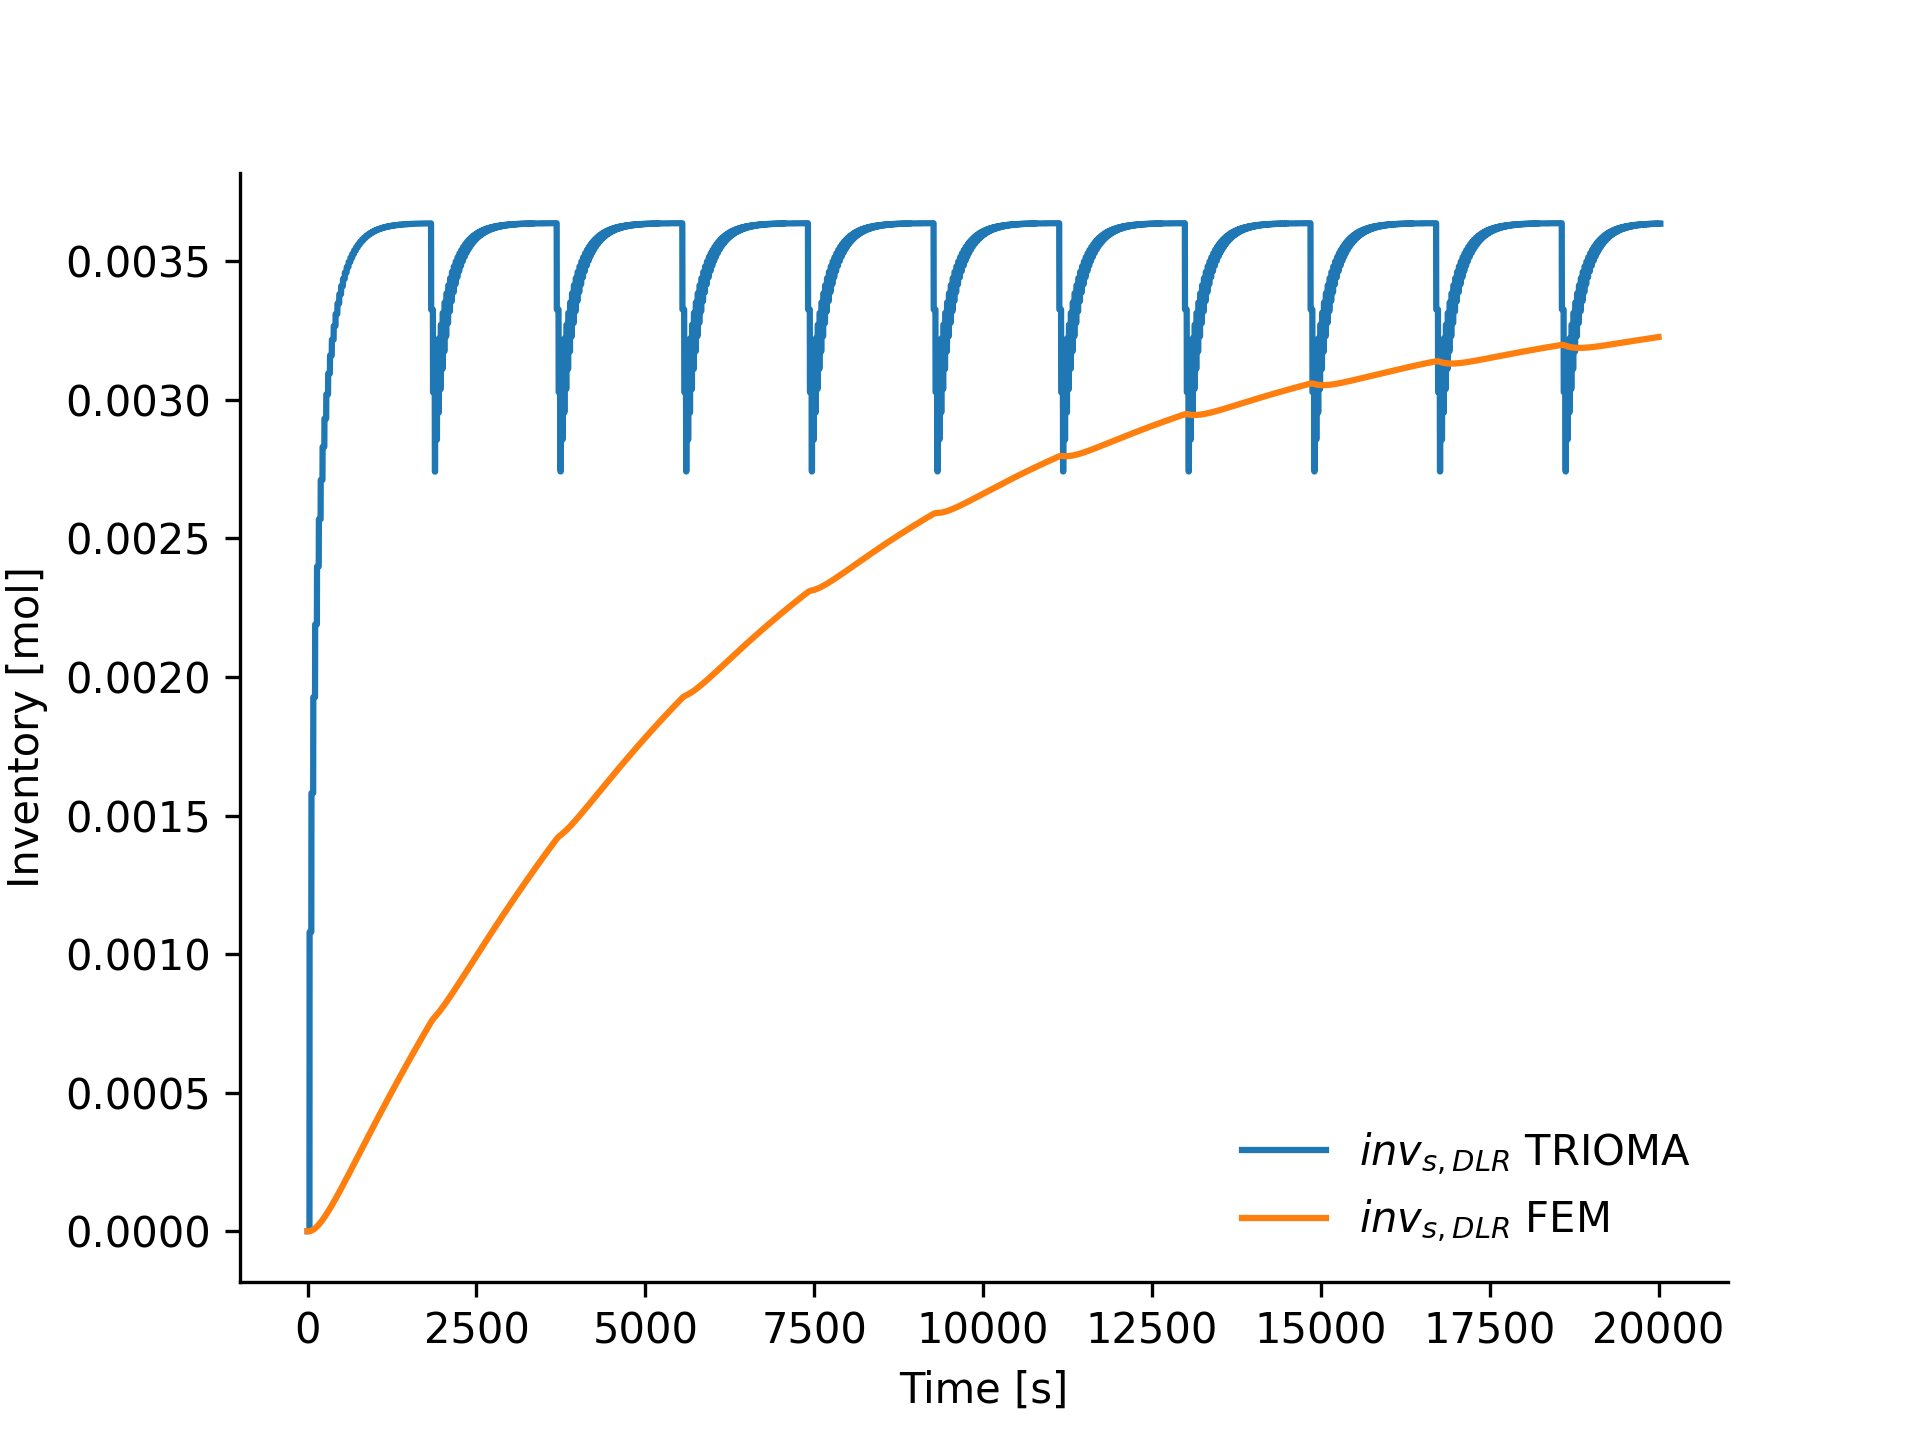 0.0035
0.0030
0.0025
0.0020
0.0015
0.0010
0.0005
0.0000
Inventory [mol]
inv_{s, DLR} TRIOMA
inv_{s, DLR} FEM
0 2500 5000 7500 10000 12500 15000 17500 20000
Time [s]